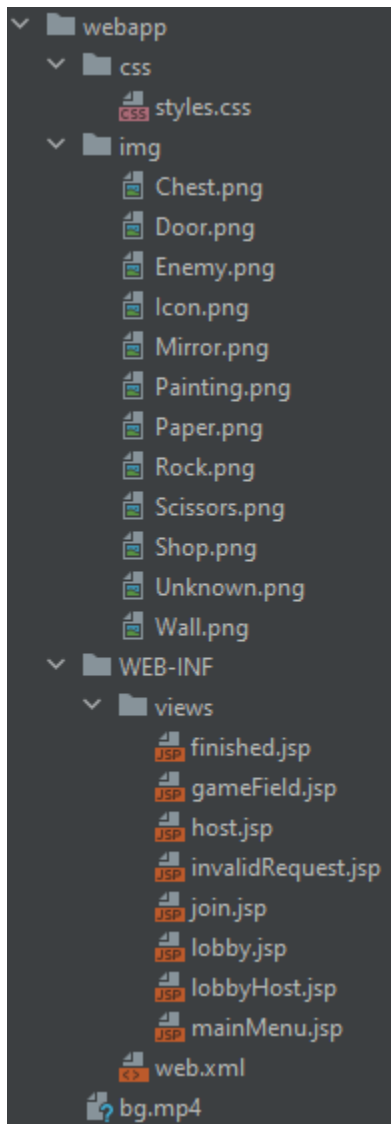 webapp
css
styles.css
img
Chest.png
Door.png
Enemy.png
Icon.png
Mirror.png
Painting.png
Paper.png
Rock.png
Scissors.png
Shop.png
Unknown.png
Wall.png
WEB-INF
views
finished.jsp
gameField.jsp
host.jsp
invalidRequest.jsp
join.jsp
lobby.jsp
lobbyHost.jsp
mainMenu.jsp
web.xml
bg.mp4